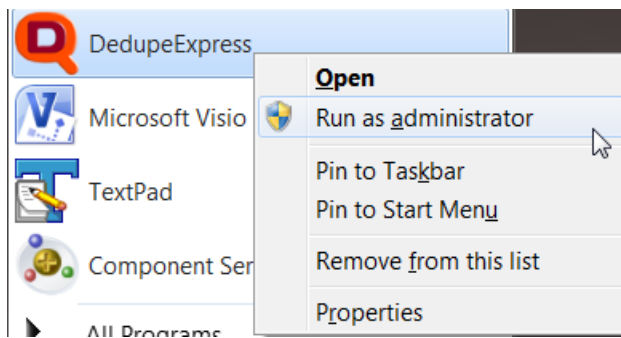 DedupeExpress
Open
Microsoft Visio
Run as administrator
Pin to Taskbar
TextPad
Pin to Start Menu
Component Ser
Remove from this list
Properties
All Programs